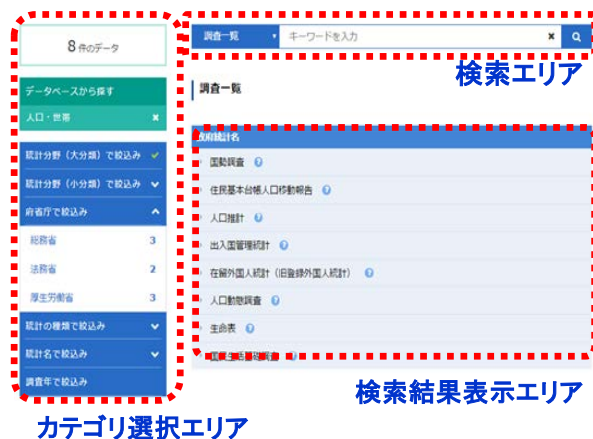 8 件のデータ
データベースから探す
人口・世帯
統計分野（大分類）で絞込み
統計分野（小分類）で絞込み
府省庁で絞込み
総務省 3
法務省 2
厚生労働省 3
統計の種類で絞込み
統計名で絞込み
調査年で絞込み
カテゴリ選択エリア
調査一覧 キーワードを入力
検索エリア
調査一覧
政府統計名
国勢調査
住民基本台帳人口移動報告
人口推計
出入国管理統計
在留外国人統計（旧登録外国人統計）
人口動態調査
生命表
国民生活基礎調査
検索結果表示エリア